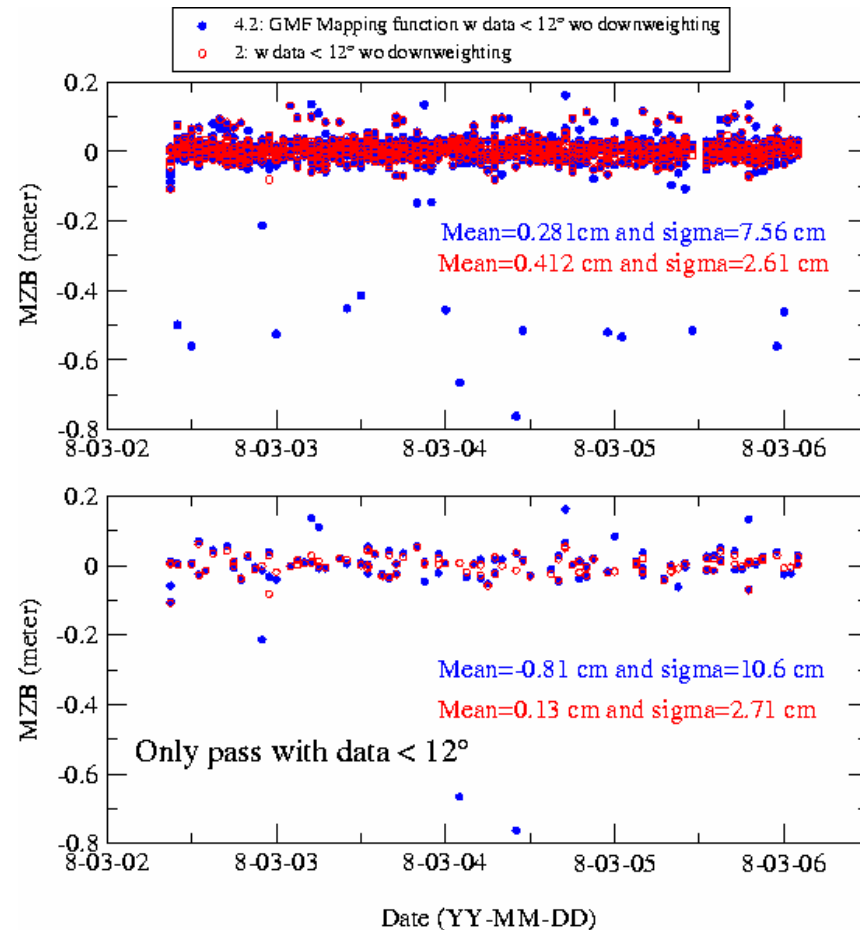 4.2: GMF Mapping function w data < 12° wo downweighting
2: w data < 12° wo downweighting
0.2
0
-0.2
-0.4
-0.6
-0.8
MZB (meter)
Mean=0.281cm and sigma=7.56 cm
Mean=0.412 cm and sigma=2.61 cm
8-03-02
8-03-03
8-03-04
8-03-05
8-03-06
0.2
0
-0.2
-0.4
-0.6
-0.8
MZB (meter)
Mean=-0.81 cm and sigma=10.6 cm
Mean=0.13 cm and sigma=2.71 cm
Only pass with data < 12°
8-03-02
8-03-03
8-03-04
8-03-05
8-03-06
Date (YY-MM-DD)